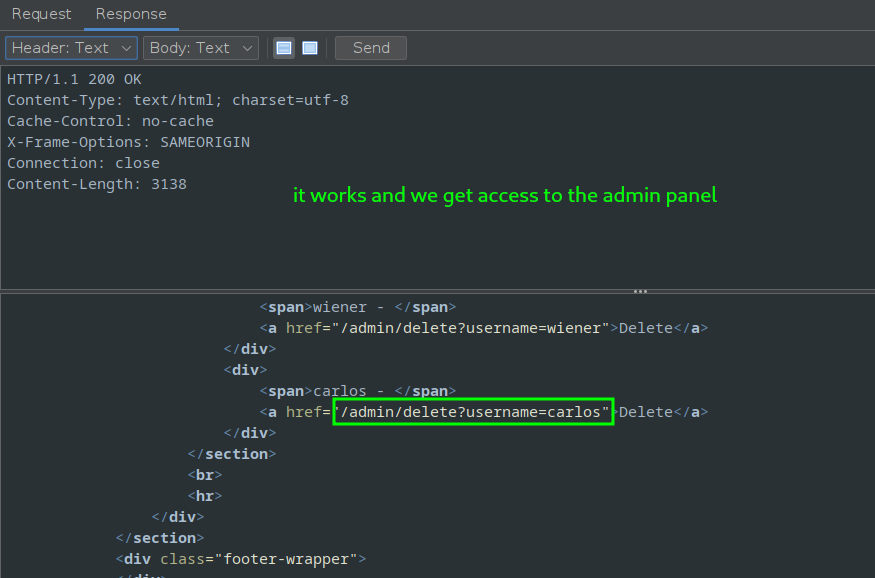 Request Response
Header: Text Body: Text Send
HTTP/1.1 200 OK
Content-Type: text/html; charset=utf-8
Cache-Control: no-cache
X-Frame-Options: SAMEORIGIN
Connection: close
Content-Length: 3138
it works and we get access to the admin panel
<span>wiener - </span>
<a href="/admin/delete?username=wiener">Delete</a>
</div>
<div>
<span>carlos - </span>
<a href="/admin/delete?username=carlos">Delete</a>
</div>
</section>
<br>
<hr>
</div>
</section>
<div class="footer-wrapper">
</div>